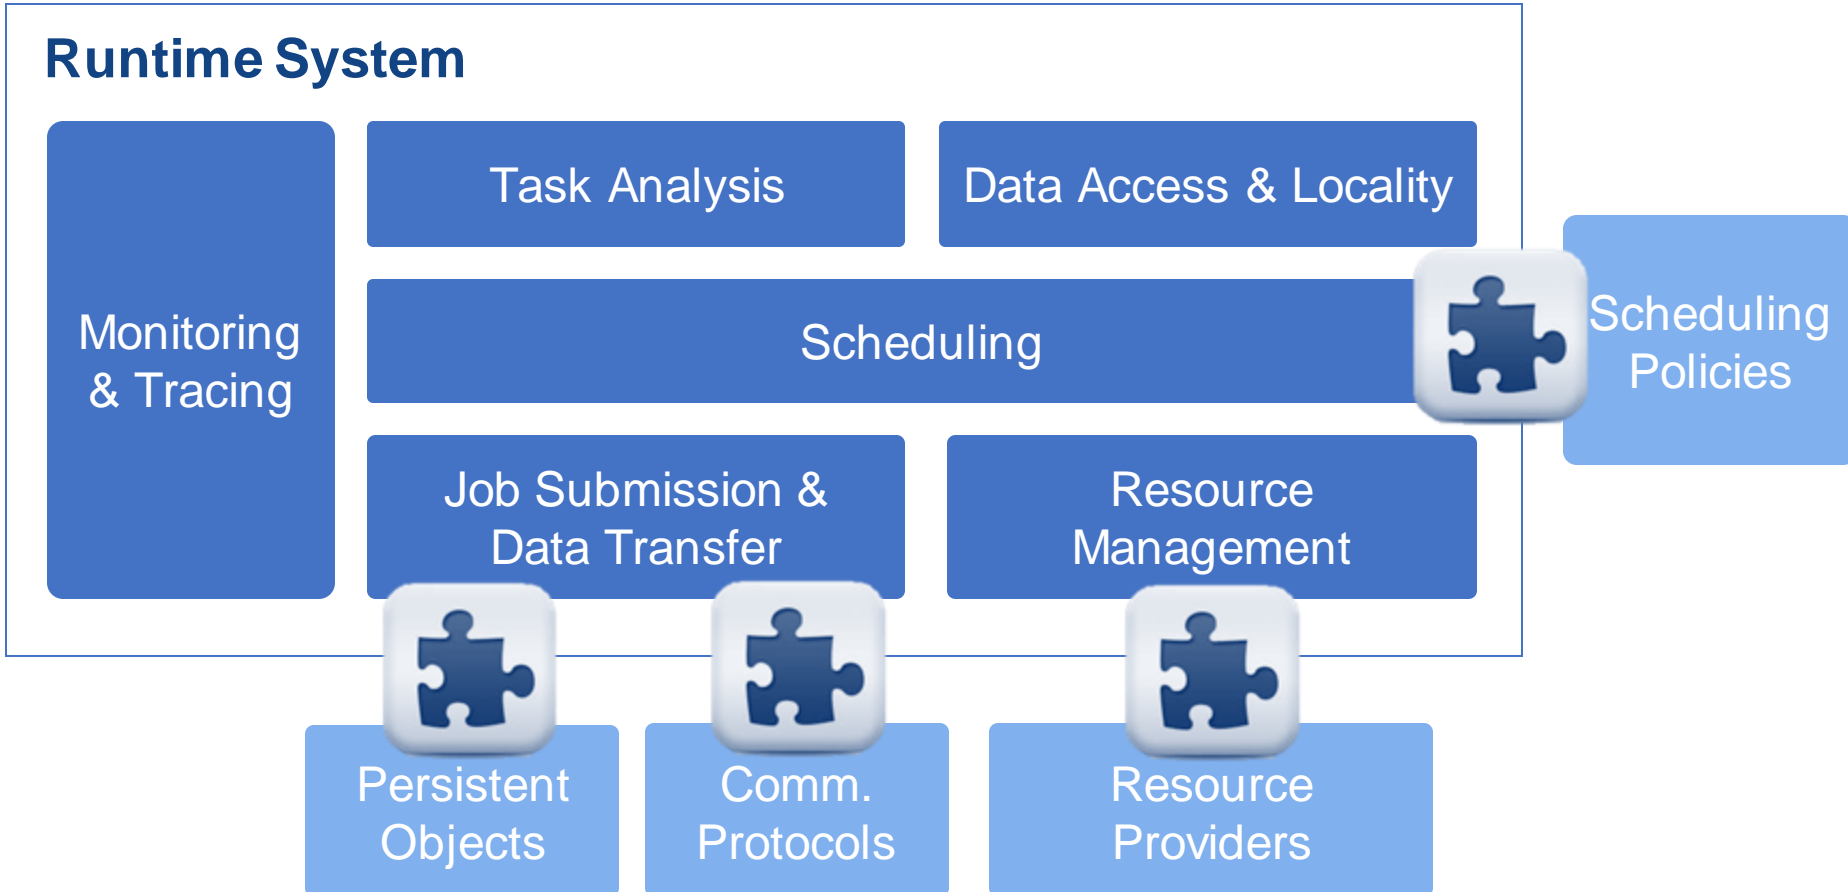 Runtime System
Task Analysis
Data Access & Locality
Monitoring
& Tracing
Scheduling
Scheduling
Policies
Job Submission &
Data Transfer
Resource
Management
Persistent
Objects
Comm.
Protocols
Resource
Providers